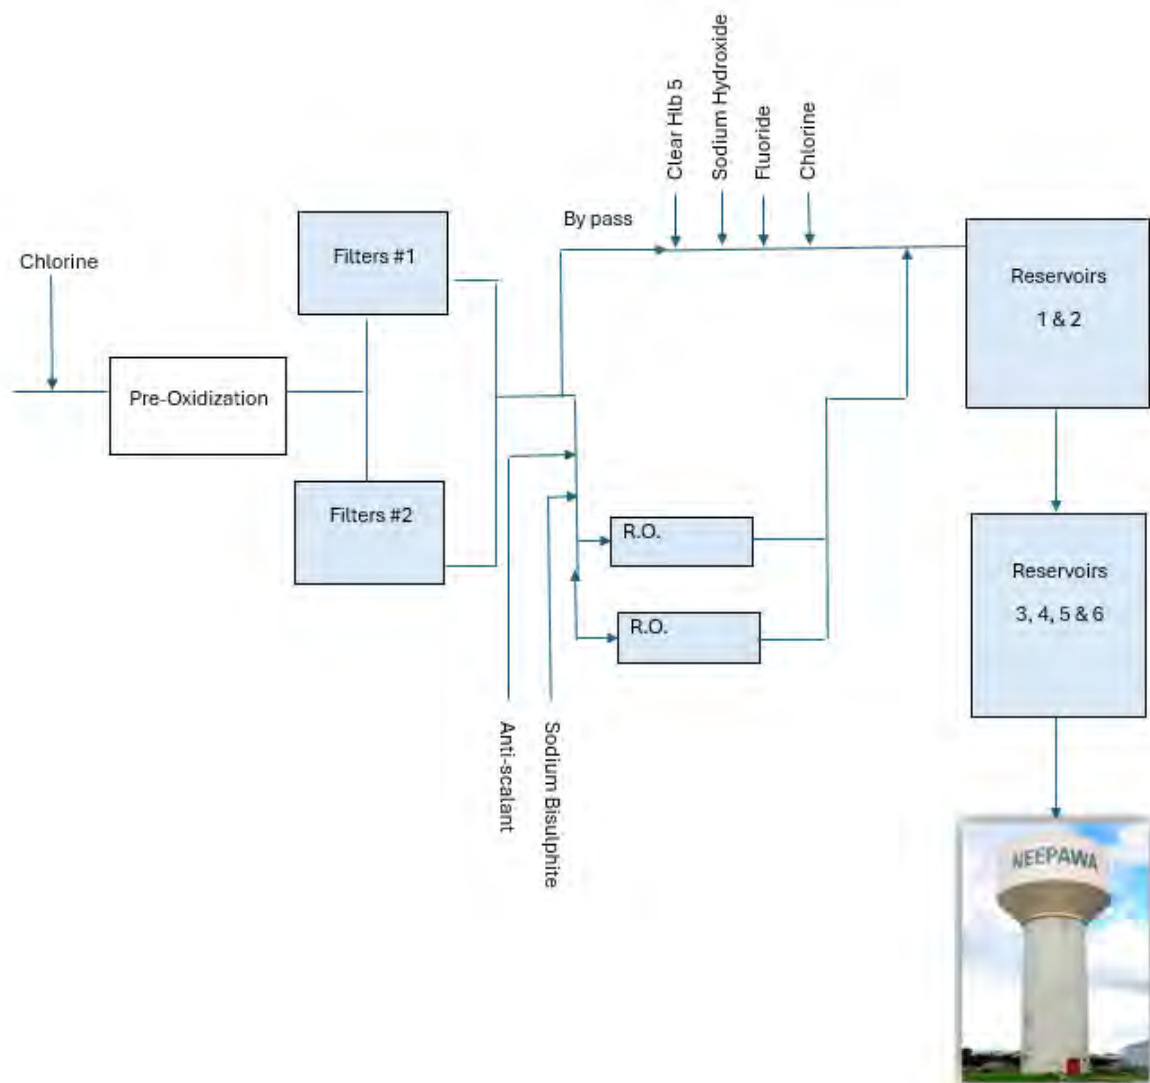 Clear Hlb 5
Sodium Hydroxide
Fluoride
Chlorine
By pass
Chlorine
Filters #1
Reservoirs
1 & 2
Pre-Oxidization
Filters #2
R.O.
Reservoirs
3, 4, 5 & 6
R.O.
Anti-scalant
Sodium Bisulphite
NEEPAWA